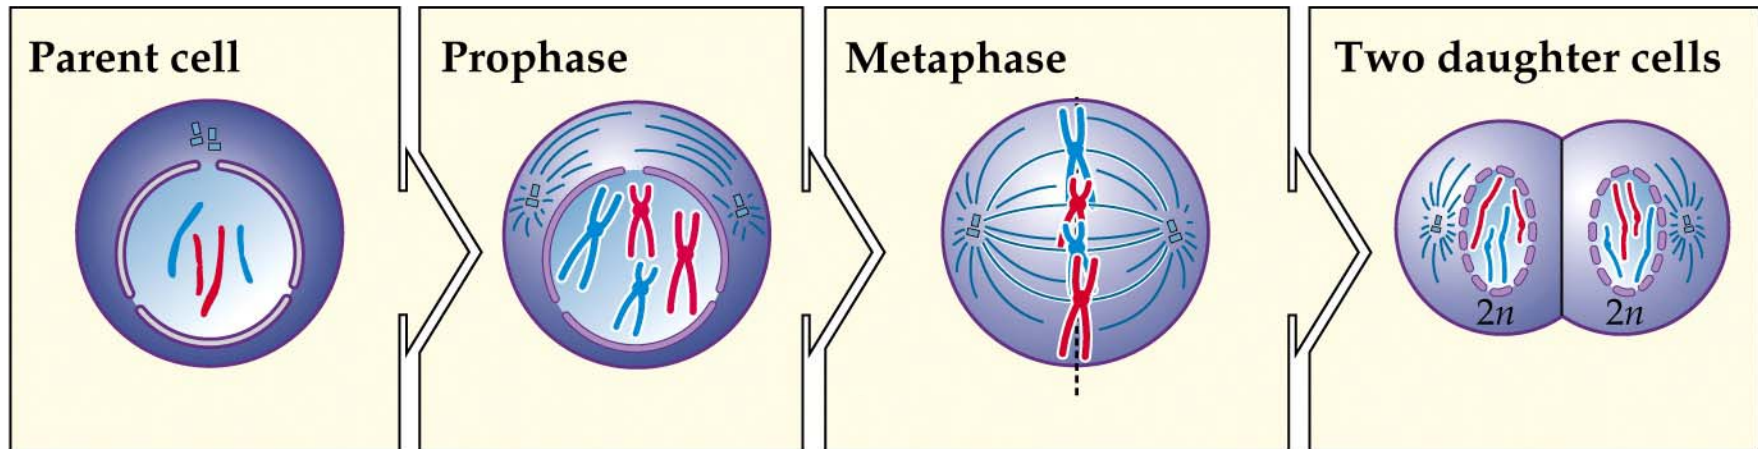 Parent cell
Prophase
Metaphase
Two daughter cells
2n
2n